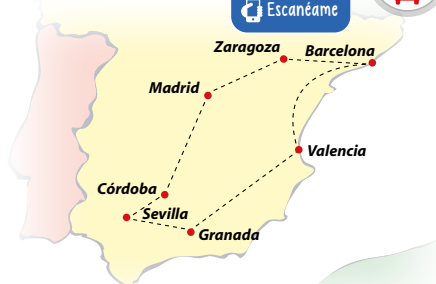 Escanéame
Zaragoza
Barcelona
Madrid
Valencia
Córdoba
Sevilla
Granada